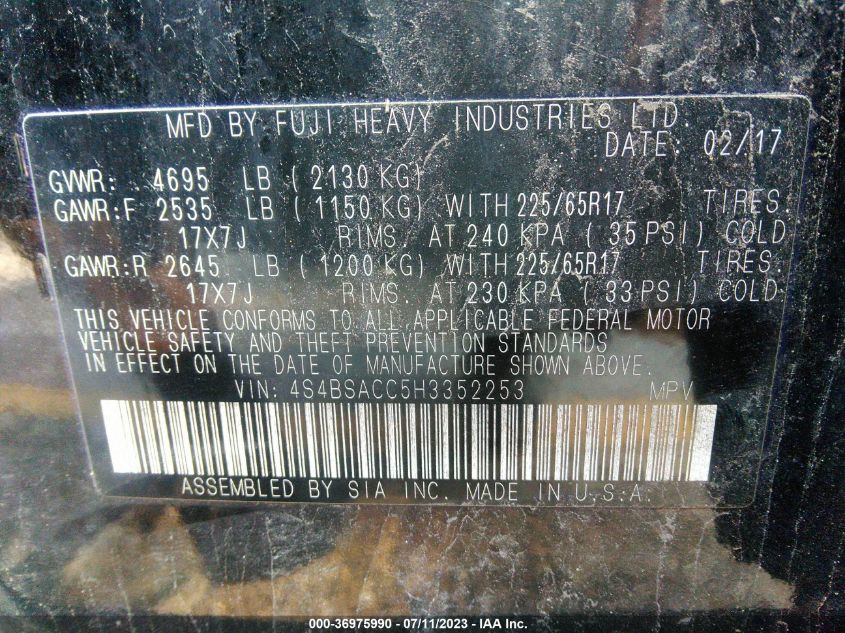 MFD BY FUJI HEAVY INDUSTRIES LTD.
DATE: 02/17
GVWR: 4695 LB ( 2130 KG)
GAWR:F 2535 LB ( 1150 KG) WITH 225/65R17 TIRES.
17X7J RIMS. AT 240 KPA ( 35 PSI) COLD
GAWR:R 2645 LB ( 1200 KG) WITH 225/65R17 TIRES.
17X7J RIMS. AT 230 KPA ( 33 PSI) COLD
THIS VEHICLE CONFORMS TO ALL APPLICABLE FEDERAL MOTOR
VEHICLE SAFETY AND THEFT PREVENTION STANDARDS
IN EFFECT ON THE DATE OF MANUFACTURE SHOWN ABOVE.
VIN: 4S4BSACC5H3352253 MPV
ASSEMBLED BY SIA INC. MADE IN U.S.A.
000-36975990 - 07/11/2023 - IAA Inc.